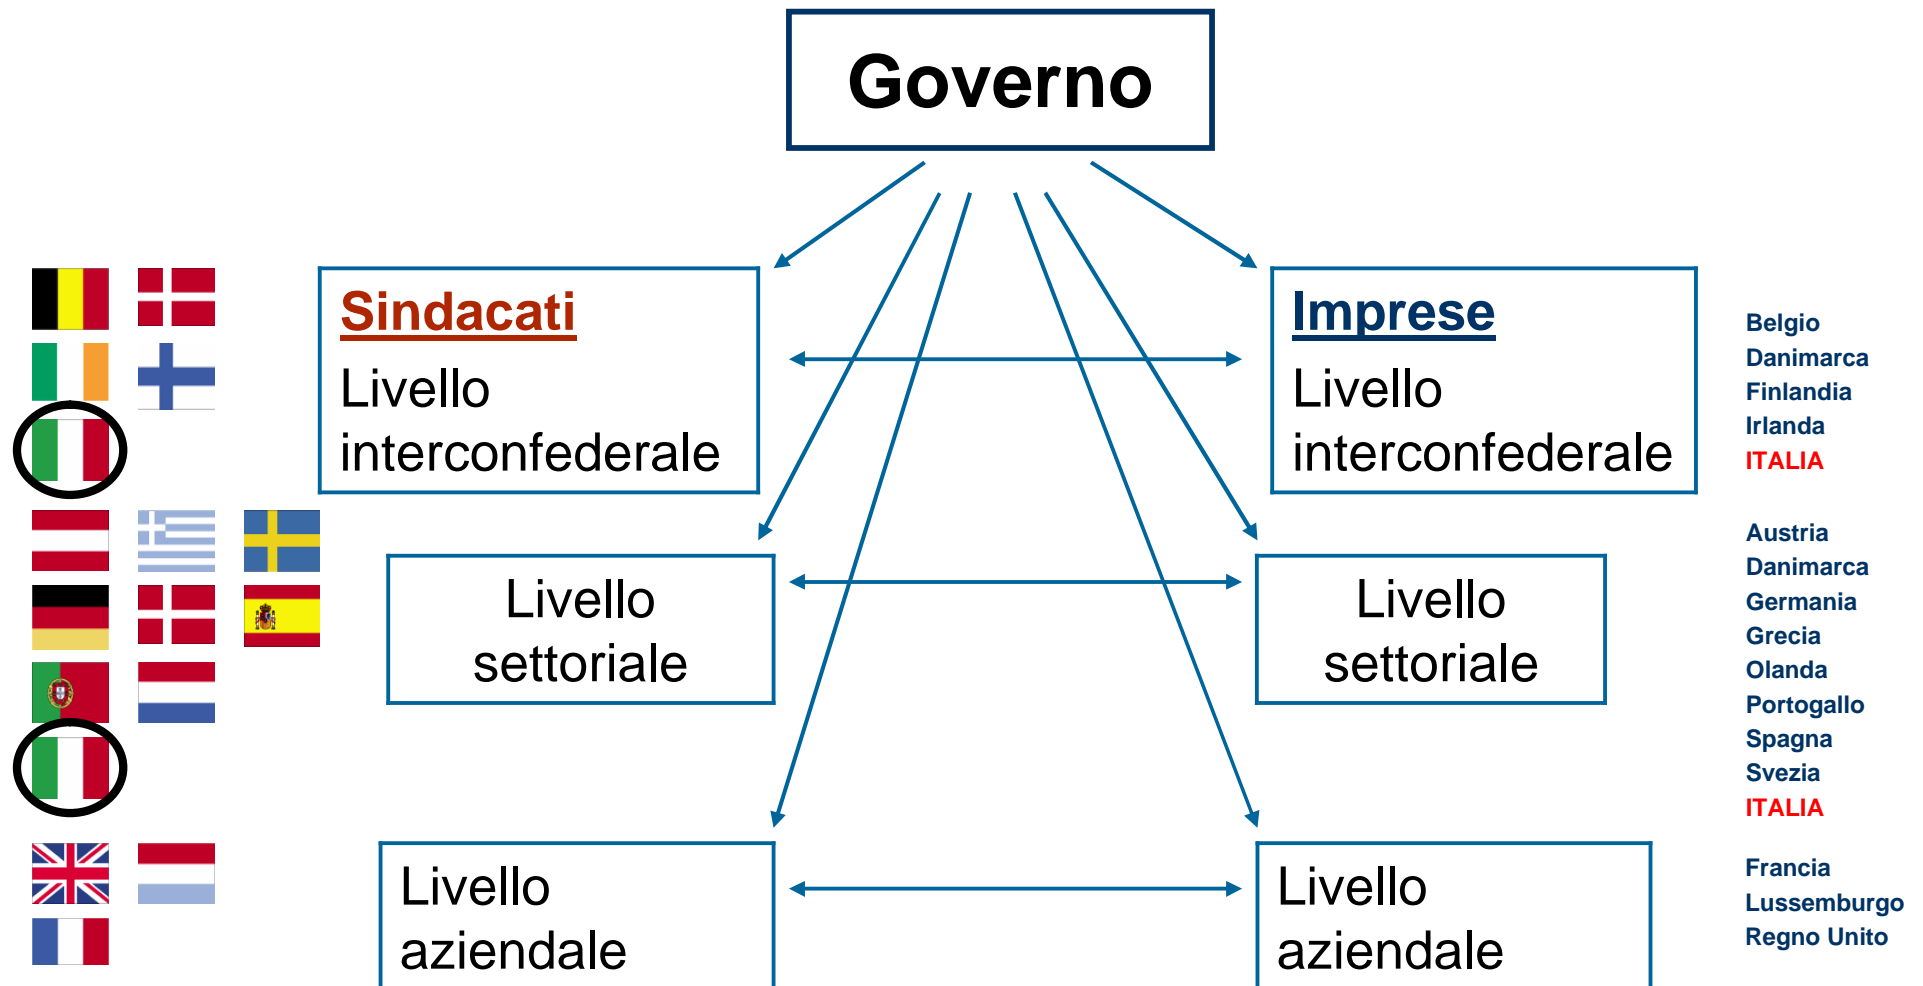 Governo
Sindacati
Livello
interconfederale
Imprese
Livello
interconfederale
Belgio
Danimarca
Finlandia
Irlanda
ITALIA
Livello
settoriale
Livello
settoriale
Austria
Danimarca
Germania
Grecia
Olanda
Portogallo
Spagna
Svezia
ITALIA
Livello
aziendale
Livello
aziendale
Francia
Lussemburgo
Regno Unito